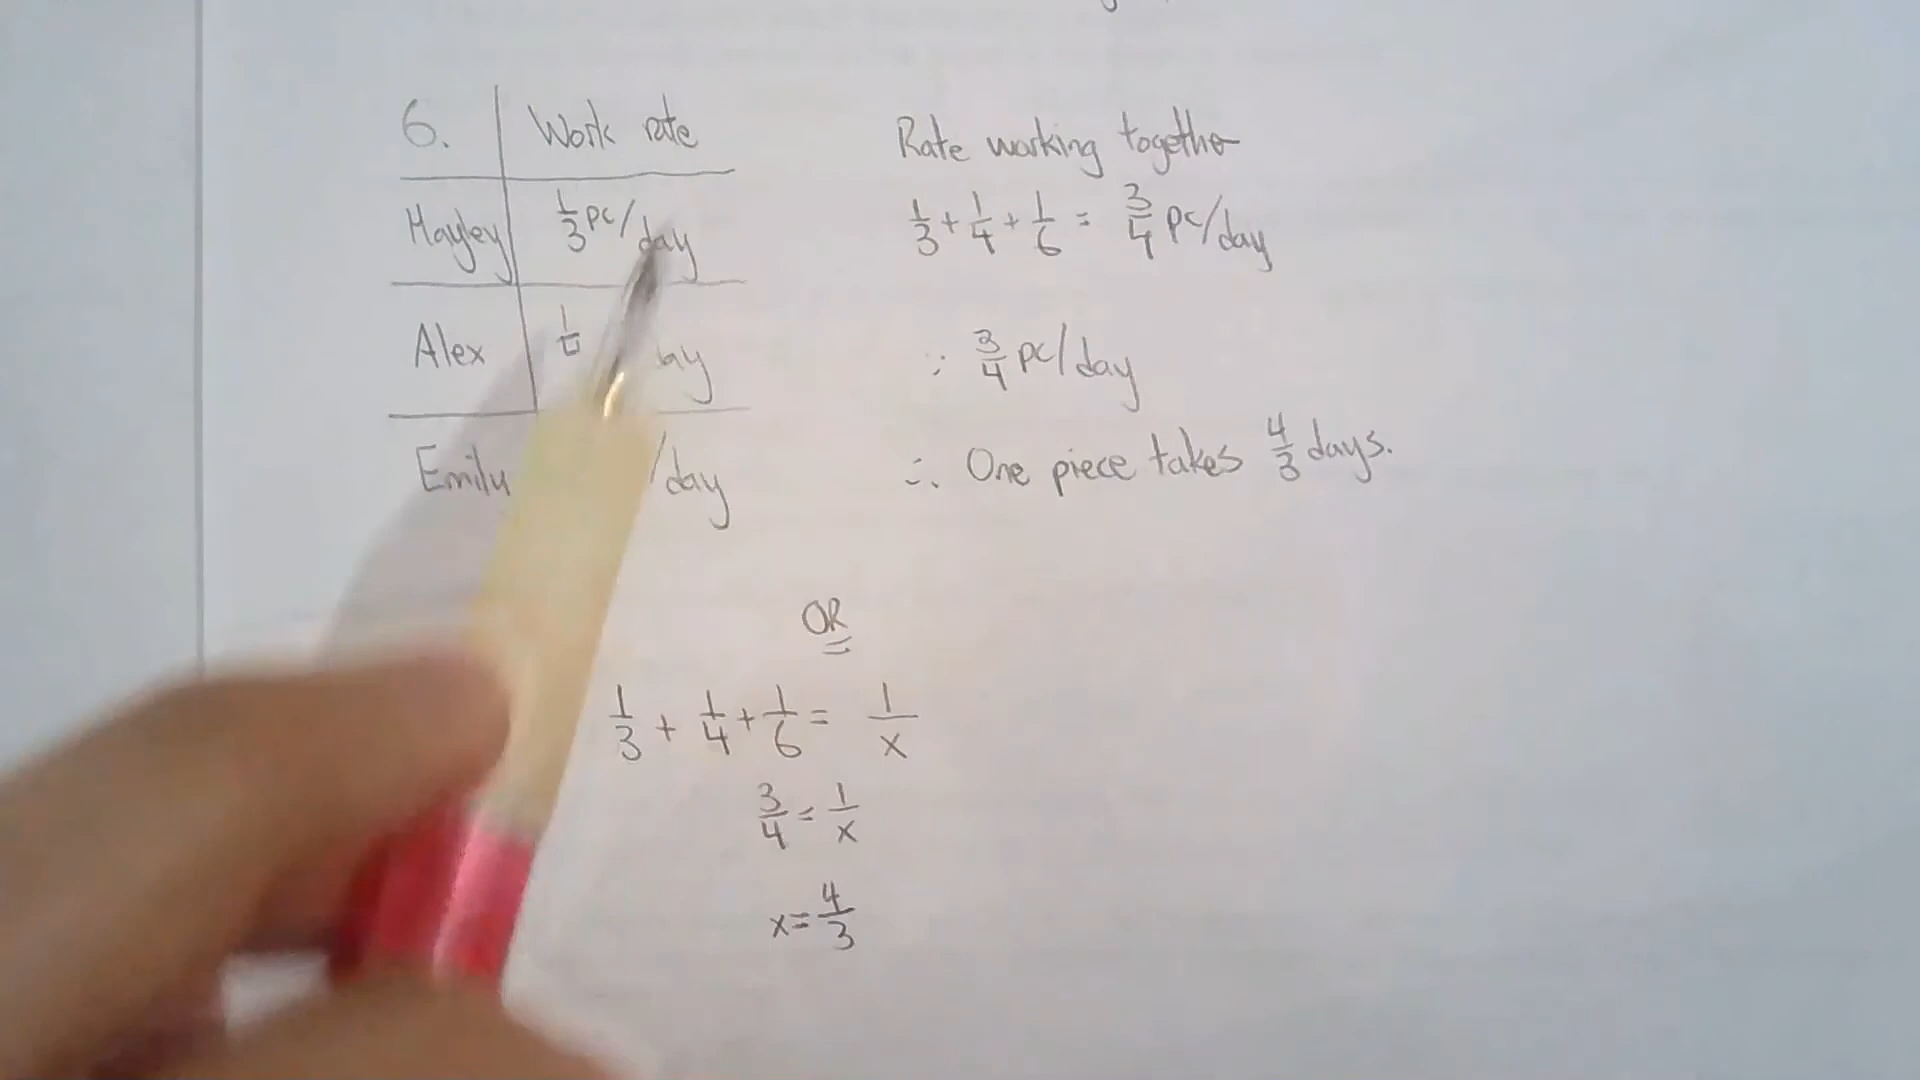 6. Work rate
Hayley 1/3 pc/day
Alex
Emily /day
Rate working together
1/3 + 1/4 + 1/6 = 3/4 pc/day
∵ 3/4 pc/day
∴ One piece takes 4/3 days.
OR
1/3 + 1/4 + 1/6 = 1/x
3/4 = 1/x
x = 4/3